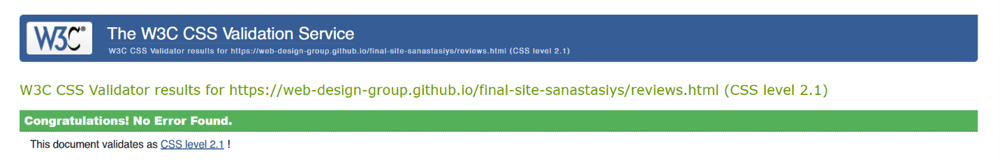 W3C®
The W3C CSS Validation Service
W3C CSS Validator results for https://web-design-group.github.io/final-site-sanastasiys/reviews.html (CSS level 2.1)
W3C CSS Validator results for https://web-design-group.github.io/final-site-sanastasiys/reviews.html (CSS level 2.1)
Congratulations! No Error Found.
This document validates as CSS level 2.1 !